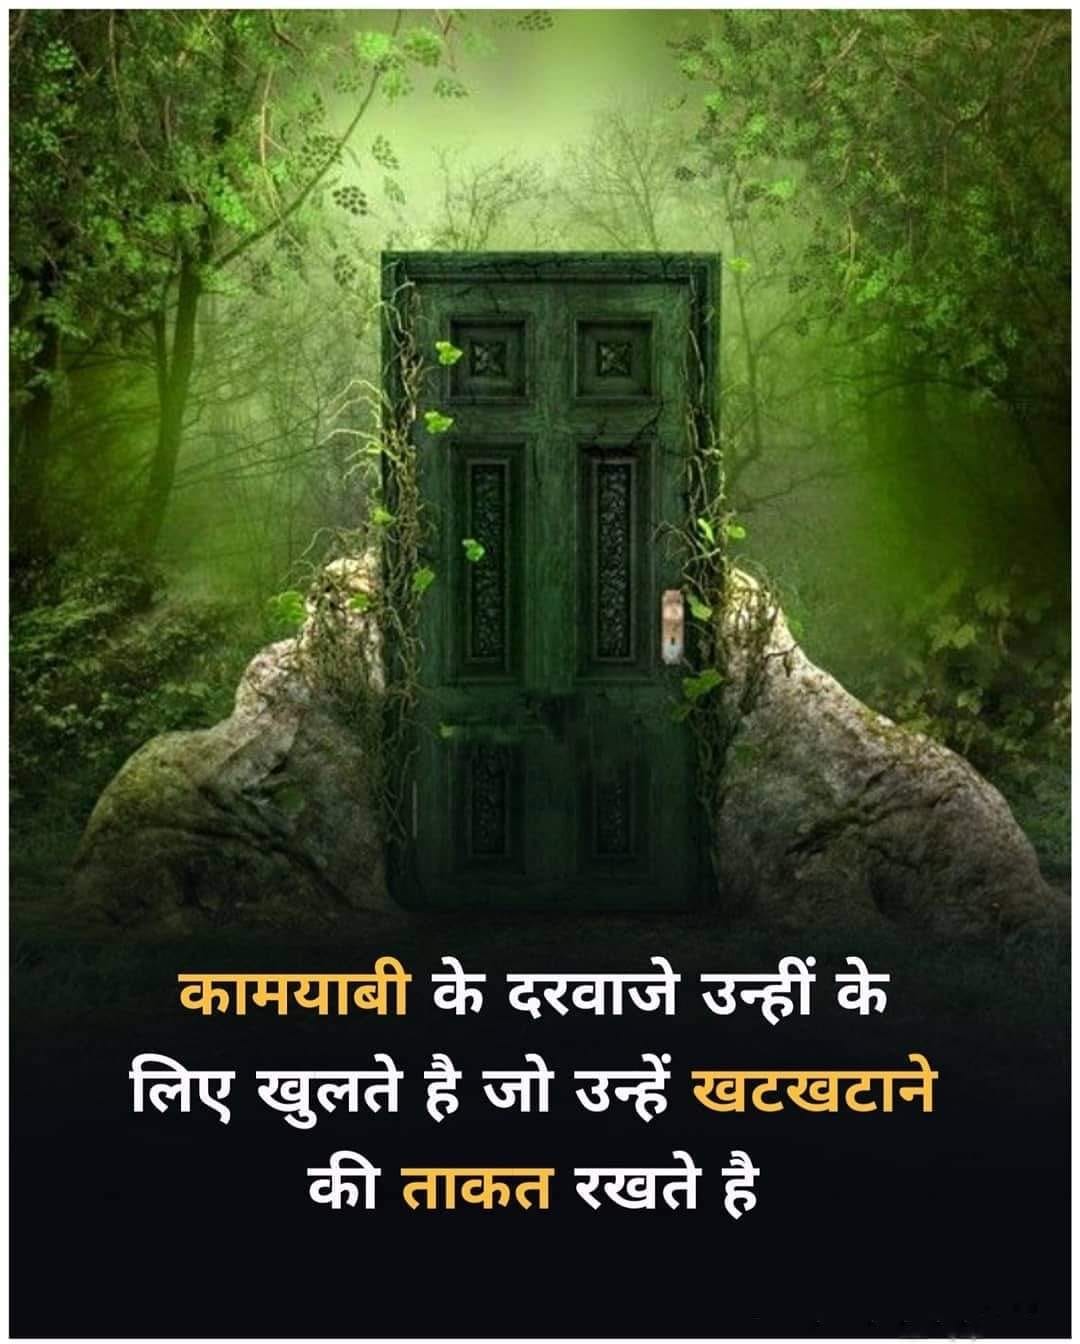 कामयाबी के दरवाजे उन्हीं के
लिए खुलते है जो उन्हें खटखटाने
की ताकत रखते है